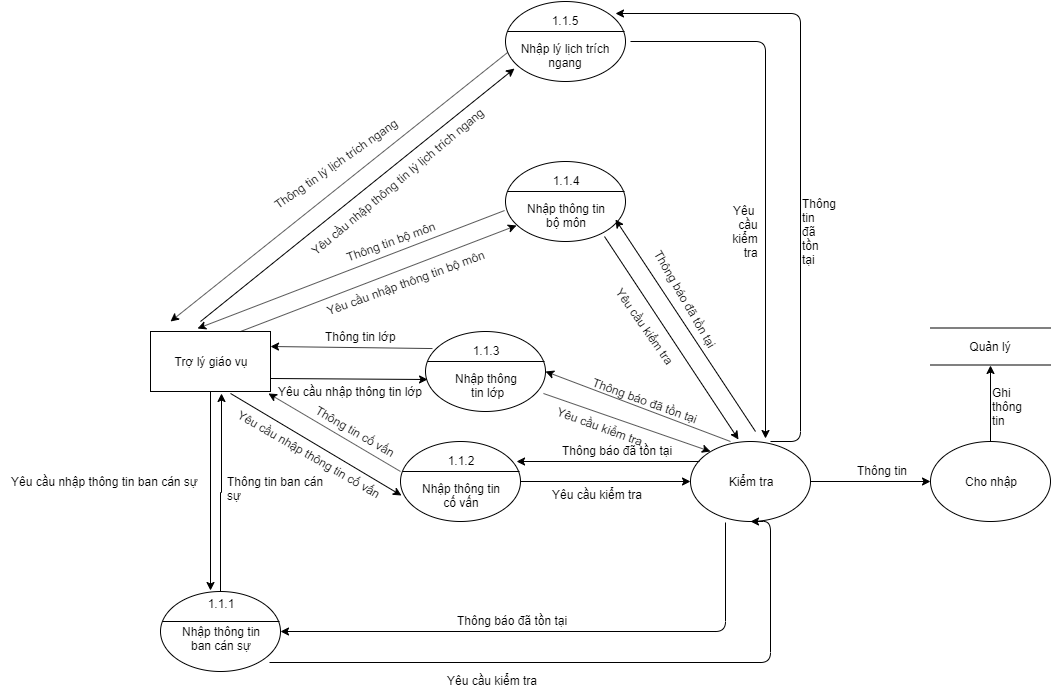 1.1.5
Nhập lý lịch trích
ngang
Thông tin lý lịch trích ngang
Yêu cầu nhập thông tin lý lịch trích ngang
1.1.4
Nhập thông tin
bộ môn
Yêu
cầu
kiểm
tra
Thông
tin
đã
tồn
tại
Thông tin bộ môn
Yêu cầu nhập thông tin bộ môn
Thông báo đã tồn tại
Yêu cầu kiểm tra
Trợ lý giáo vụ
Thông tin lớp
Yêu cầu nhập thông tin lớp
1.1.3
Nhập thông
tin lớp
Quản lý
Thông báo đã tồn tại
Yêu cầu kiểm tra
Ghi
thông
tin
Thông tin cố vấn
Yêu cầu nhập thông tin cố vấn
1.1.2
Nhập thông tin
cố vấn
Thông báo đã tồn tại
Yêu cầu kiểm tra
Kiểm tra
Thông tin
Cho nhập
Yêu cầu nhập thông tin ban cán sự
Thông tin ban cán
sự
1.1.1
Nhập thông tin
ban cán sự
Thông báo đã tồn tại
Yêu cầu kiểm tra